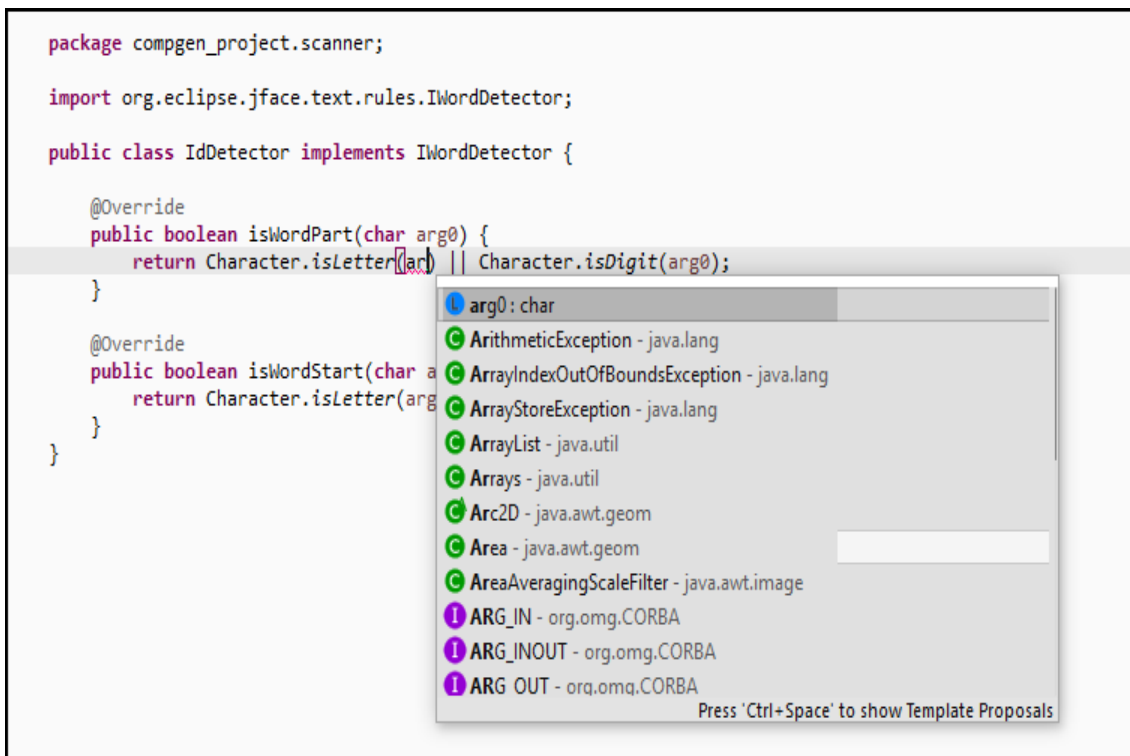 package compgen_project.scanner;
import org.eclipse.jface.text.rules.IWordDetector;
public class IdDetector implements IWordDetector {
@Override
public boolean isWordPart(char arg0) {
return Character.isLetter(ar) || Character.isDigit(arg0);
}
@Override
public boolean isWordStart(char a
return Character.isLetter(arg
}
}
arg0 : char
ArithmeticException - java.lang
ArrayIndexOutOfBoundsException - java.lang
ArrayStoreException - java.lang
ArrayList - java.util
Arrays - java.util
Arc2D - java.awt.geom
Area - java.awt.geom
AreaAveragingScaleFilter - java.awt.image
ARG_IN - org.omg.CORBA
ARG_INOUT - org.omg.CORBA
ARG_OUT - org.omg.CORBA
Press 'Ctrl+Space' to show Template Proposals